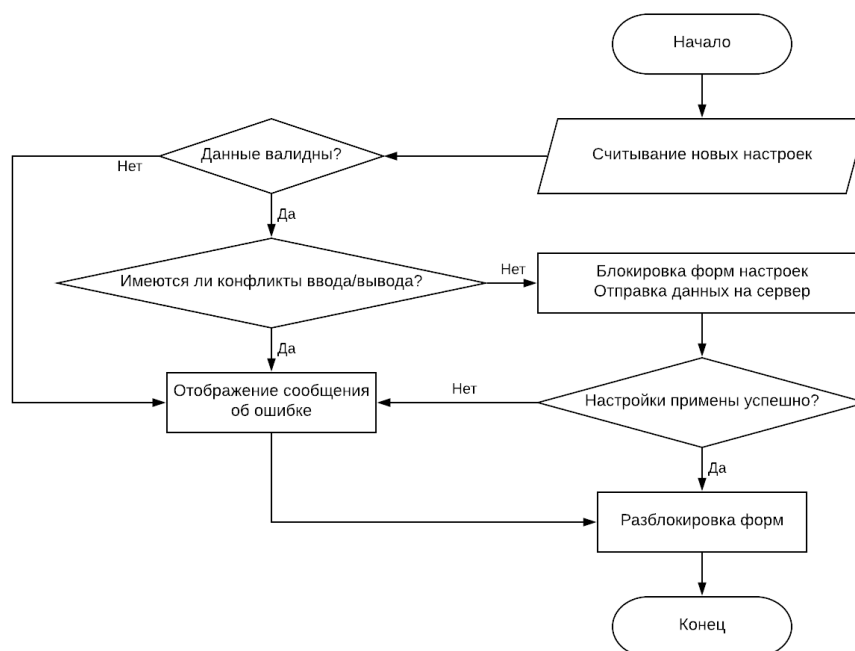 Начало
Считывание новых настроек
Данные валидны?
Нет
Да
Имеются ли конфликты ввода/вывода?
Нет
Блокировка форм настроек
Отправка данных на сервер
Да
Отображение сообщения
об ошибке
Нет
Настройки примены успешно?
Да
Разблокировка форм
Конец